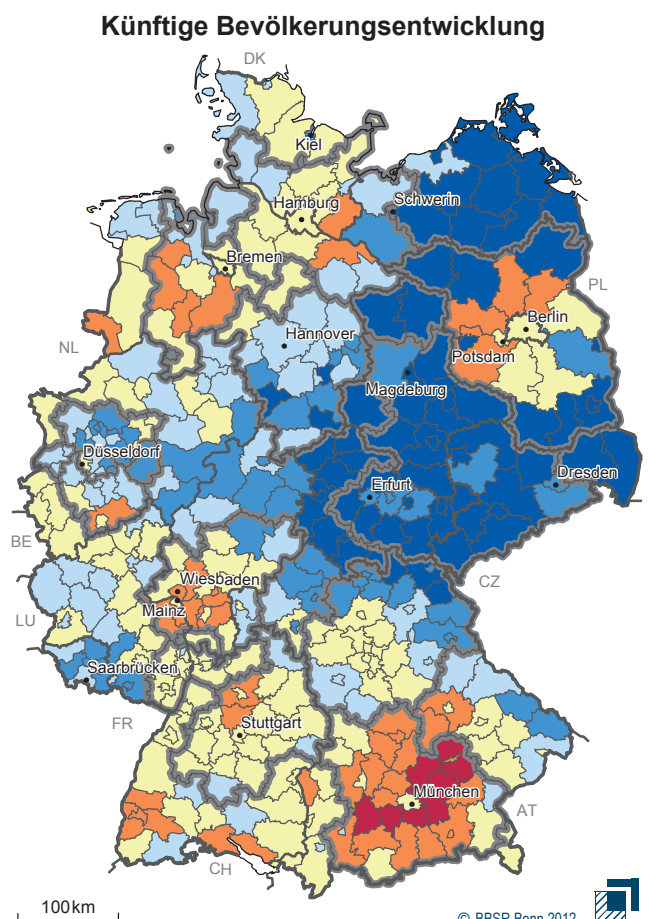 Künftige Bevölkerungsentwicklung
DK
Kiel
Hamburg
Schwerin
Bremen
PL
Berlin
NL
Hannover
Potsdam
Magdeburg
Düsseldorf
Erfurt
Dresden
BE
Wiesbaden
CZ
Mainz
LU
Saarbrücken
FR
Stuttgart
München
AT
CH
100 km
© BBSR Bonn 2012